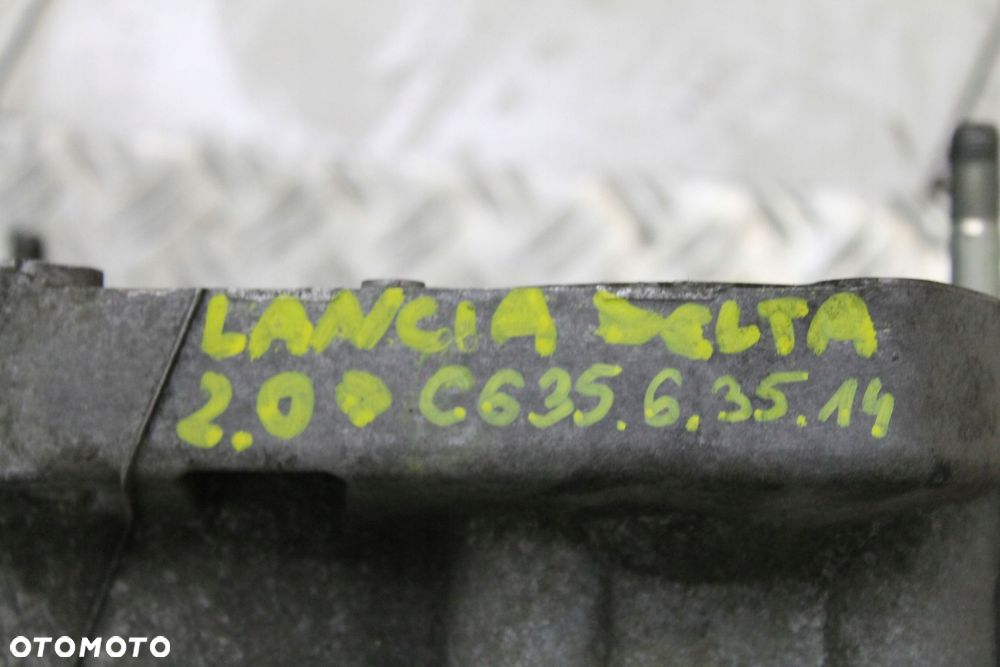 LANCIA DELTA
2.0 D C635.6.35.14
OTOMOTO